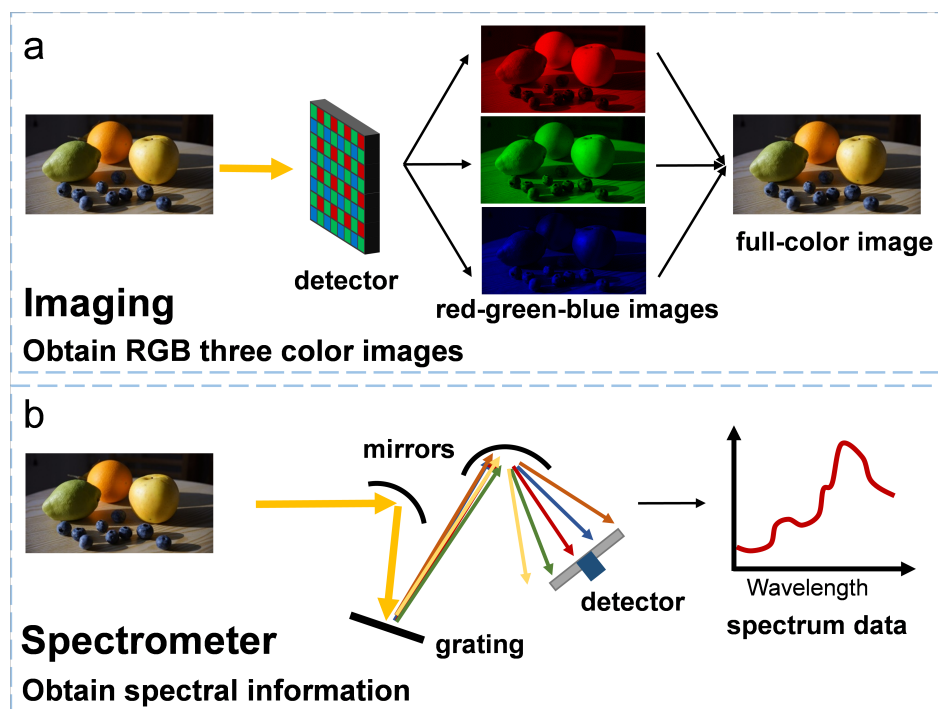 a
detector
red-green-blue images
full-color image
Imaging
Obtain RGB three color images
b
mirrors
grating
detector
Wavelength
spectrum data
Spectrometer
Obtain spectral information